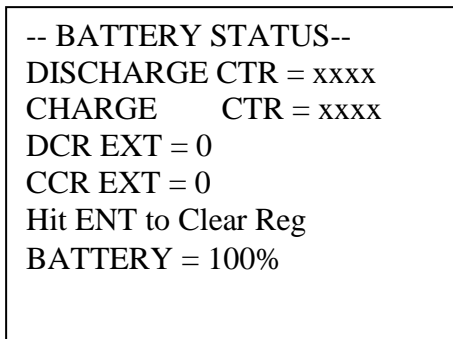 -- BATTERY STATUS--
DISCHARGE CTR = xxxx
CHARGE CTR = xxxx
DCR EXT = 0
CCR EXT = 0
Hit ENT to Clear Reg
BATTERY = 100%